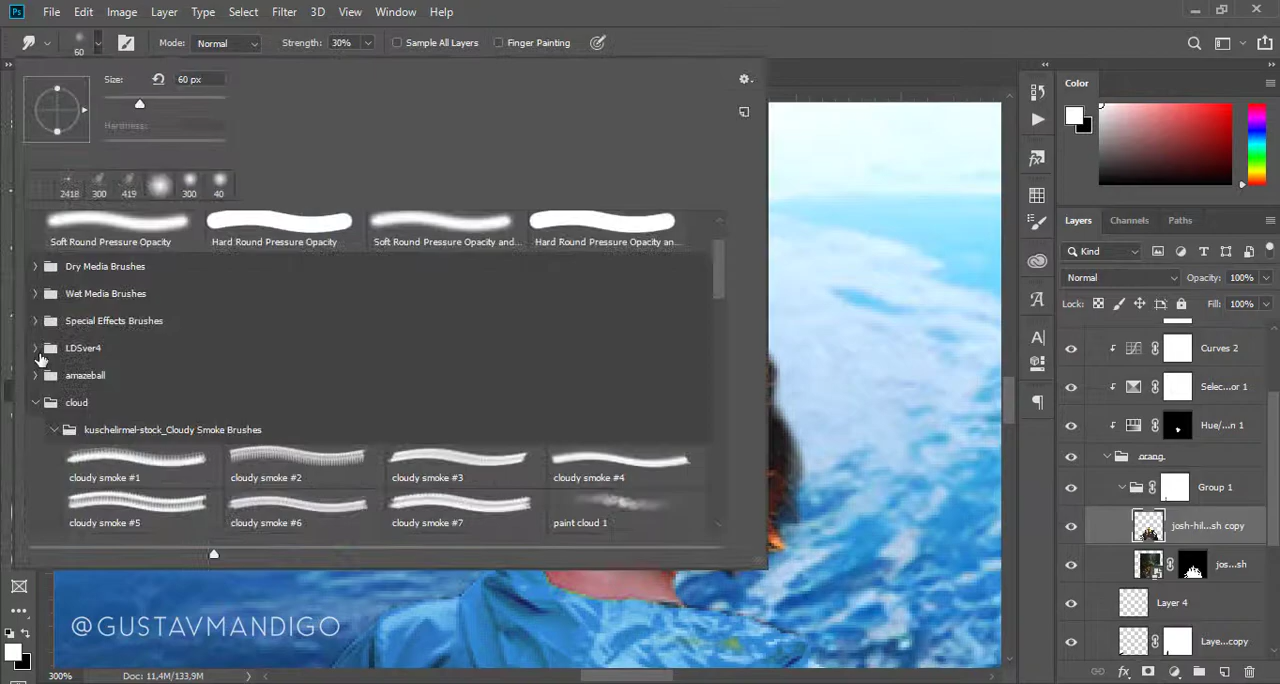 Ps File Edit Image Layer Type Select Filter 3D View Window Help
60 Mode: Normal Strength: 30% Sample All Layers Finger Painting
Size: 60 px
Hardness:
2418 300 419 300 40
Soft Round Pressure Opacity Hard Round Pressure Opacity Soft Round Pressure Opacity and... Hard Round Pressure Opacity an...
Dry Media Brushes
Wet Media Brushes
Special Effects Brushes
LDSver4
amazeball
cloud
kuschelirmel-stock_Cloudy Smoke Brushes
cloudy smoke #1 cloudy smoke #2 cloudy smoke #3 cloudy smoke #4
cloudy smoke #5 cloudy smoke #6 cloudy smoke #7 paint cloud 1
@GUSTAVMANDIGO
300% Doc: 11,4M/133,9M
Color
Layers Channels Paths
Kind
Normal Opacity: 100%
Lock: Fill: 100%
Curves 2
Selec...or 1
Hue/...n 1
orang
Group 1
josh-hil...sh copy
jos...sh
Layer 4
Laye...copy